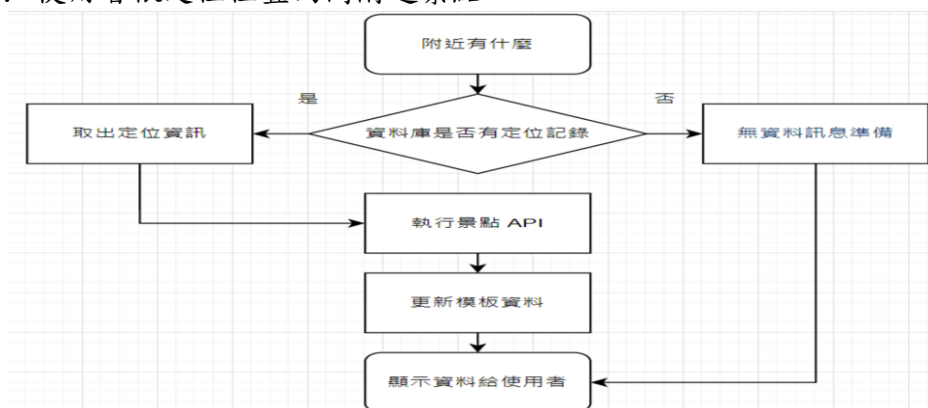 附近有什麼
是
否
取出定位資訊
資料庫是否有定位記錄
無資料訊息準備
執行景點 API
更新模板資料
顯示資料給使用者